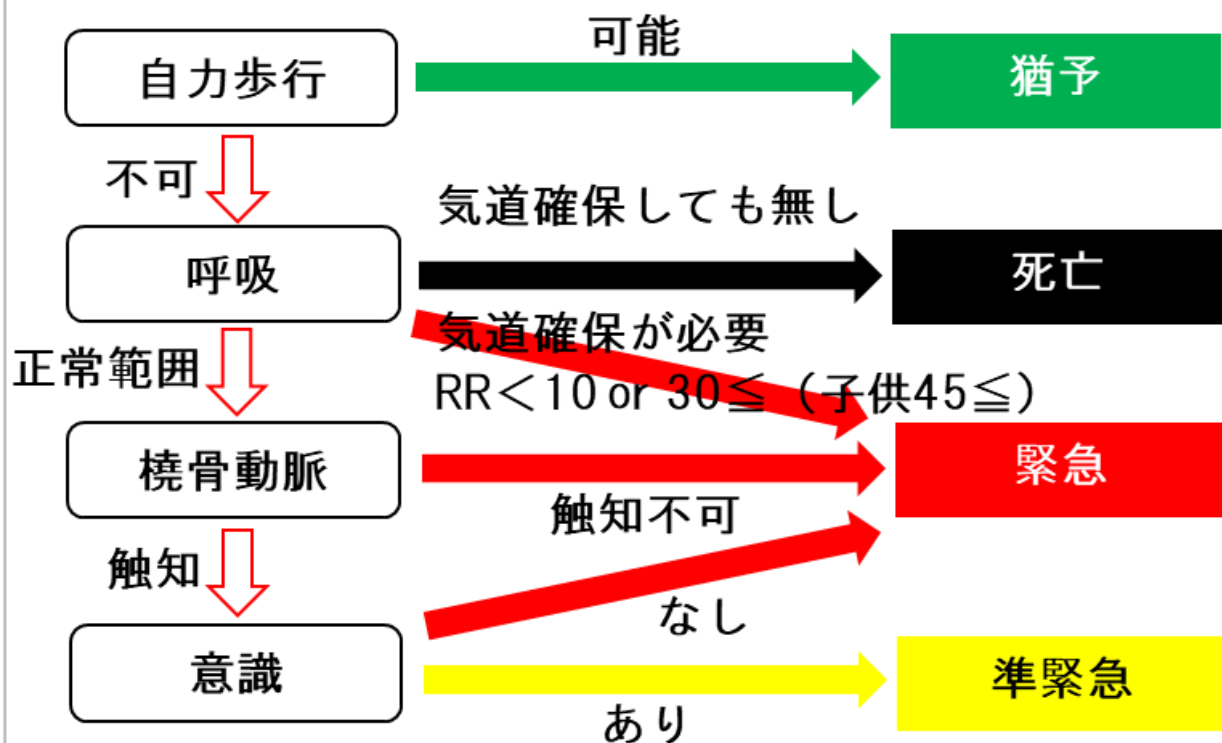 可能
自力歩行
猶予
不可
気道確保しても無し
呼吸
死亡
気道確保が必要
正常範囲
RR<10 or 30≦（子供45≦）
橈骨動脈
緊急
触知不可
触知
なし
意識
準緊急
あり